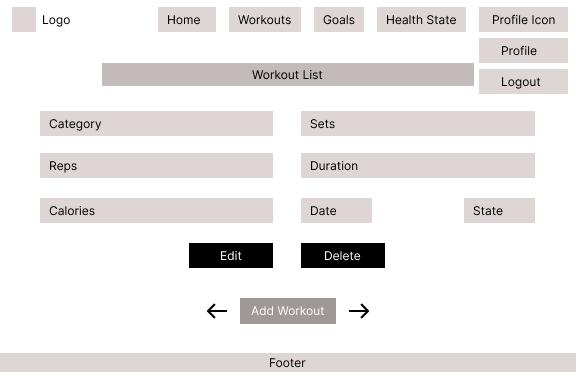 Logo
Home
Workouts
Goals
Health State
Profile Icon
Profile
Logout
Workout List
Category
Sets
Reps
Duration
Calories
Date
State
Edit
Delete
Add Workout
Footer